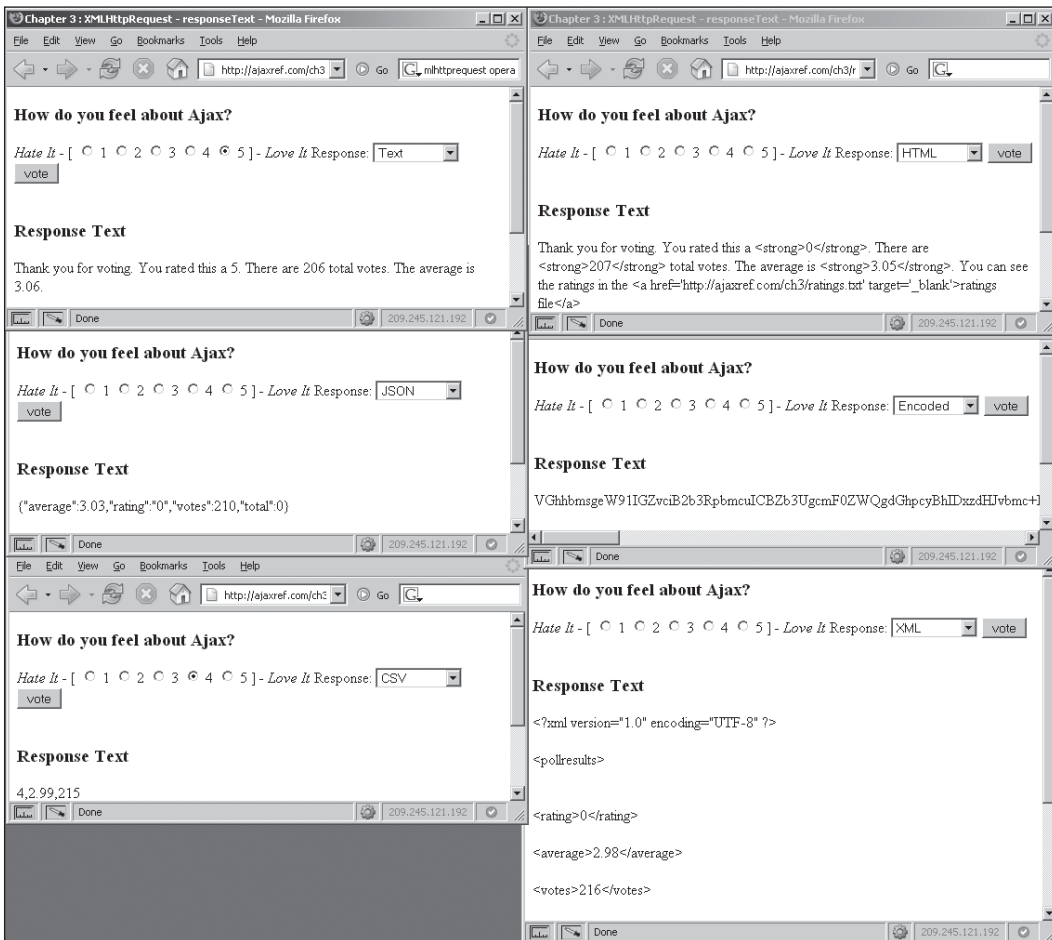 Chapter 3 : XMLHttpRequest - responseText - Mozilla Firefox
File Edit View Go Bookmarks Tools Help
http://ajaxref.com/ch3 Go mlhttprequest opera
How do you feel about Ajax?
Hate It - [ 1 2 3 4 5 ] - Love It Response: Text
vote
Response Text
Thank you for voting. You rated this a 5. There are 206 total votes. The average is
3.06.
Done 209.245.121.192
Chapter 3 : XMLHttpRequest - responseText - Mozilla Firefox
File Edit View Go Bookmarks Tools Help
http://ajaxref.com/ch3/r Go
How do you feel about Ajax?
Hate It - [ 1 2 3 4 5 ] - Love It Response: HTML vote
Response Text
Thank you for voting. You rated this a <strong>0</strong>. There are
<strong>207</strong> total votes. The average is <strong>3.05</strong>. You can see
the ratings in the <a href='http://ajaxref.com/ch3/ratings.txt' target='_blank'>ratings
file</a>
Done 209.245.121.192
How do you feel about Ajax?
Hate It - [ 1 2 3 4 5 ] - Love It Response: JSON
vote
Response Text
{"average":3.03,"rating":"0","votes":210,"total":0}
Done 209.245.121.192
How do you feel about Ajax?
Hate It - [ 1 2 3 4 5 ] - Love It Response: Encoded vote
Response Text
Done 209.245.121.192
File Edit View Go Bookmarks Tools Help
http://ajaxref.com/ch3 Go
How do you feel about Ajax?
Hate It - [ 1 2 3 4 5 ] - Love It Response: CSV
vote
Response Text
4,2.99,215
Done 209.245.121.192
How do you feel about Ajax?
Hate It - [ 1 2 3 4 5 ] - Love It Response: XML vote
Response Text
<?xml version="1.0" encoding="UTF-8" ?>
<pollresults>
<rating>0</rating>
<average>2.98</average>
<votes>216</votes>
Done 209.245.121.192